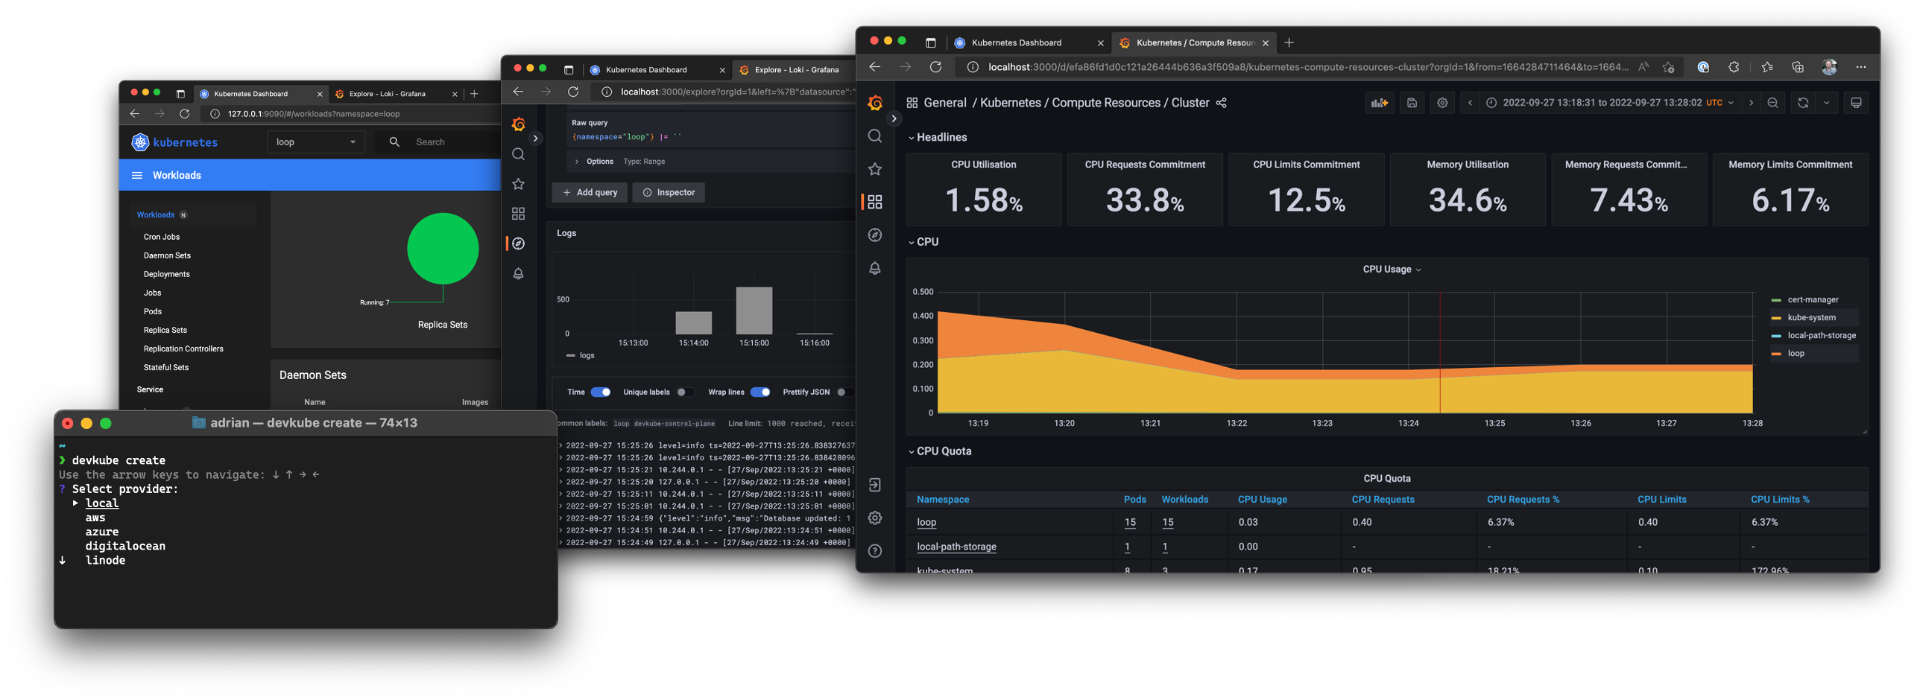 Kubernetes Dashboard
Explore - Loki - Grafana
127.0.0.1:9090/#/workloads?namespace=loop
kubernetes
loop
Search
Workloads
Workloads N
Cron Jobs
Daemon Sets
Deployments
Jobs
Pods
Replica Sets
Replication Controllers
Stateful Sets
Service
Running: 7
Replica Sets
Daemon Sets
Name
Images
adrian — devkube create — 74×13
~
❯ devkube create
Use the arrow keys to navigate: ↓ ↑ → ←
? Select provider:
▸ local
aws
azure
digitalocean
↓ linode
Kubernetes Dashboard
Explore - Loki - Grafana
localhost:3000/explore?orgId=1&left=%7B"datasource":"
Raw query
{namespace="loop"} |= ``
Options Type: Range
+ Add query
Inspector
Logs
500
0
15:13:00 15:14:00 15:15:00 15:16:00
logs
Time Unique labels Wrap lines Prettify JSON
ommon labels: loop devkube-control-plane Line limit: 1000 reached, recei
> 2022-09-27 15:25:26 level=info ts=2022-09-27T13:25:26.838327637
> 2022-09-27 15:25:26 level=info ts=2022-09-27T13:25:26.838428096
> 2022-09-27 15:25:21 10.244.0.1 - - [27/Sep/2022:13:25:21 +0000]
> 2022-09-27 15:25:20 127.0.0.1 - - [27/Sep/2022:13:25:20 +0000]
> 2022-09-27 15:25:11 10.244.0.1 - - [27/Sep/2022:13:25:11 +0000]
> 2022-09-27 15:25:01 10.244.0.1 - - [27/Sep/2022:13:25:01 +0000]
> 2022-09-27 15:24:59 {"level":"info","msg":"Database updated: 1
> 2022-09-27 15:24:51 10.244.0.1 - - [27/Sep/2022:13:24:51 +0000]
> 2022-09-27 15:24:49 127.0.0.1 - - [27/Sep/2022:13:24:49 +0000]
Kubernetes Dashboard
Kubernetes / Compute Resour
localhost:3000/d/efa86fd1d0c121a26444b636a3f509a8/kubernetes-compute-resources-cluster?orgId=1&from=1664284711464&to=1664...
General / Kubernetes / Compute Resources / Cluster
2022-09-27 13:18:31 to 2022-09-27 13:28:02 UTC
Headlines
CPU Utilisation
1.58%
CPU Requests Commitment
33.8%
CPU Limits Commitment
12.5%
Memory Utilisation
34.6%
Memory Requests Commit...
7.43%
Memory Limits Commitment
6.17%
CPU
CPU Usage
0.500
0.400
0.300
0.200
0.100
0
13:19 13:20 13:21 13:22 13:23 13:24 13:25 13:26 13:27 13:28
cert-manager
kube-system
local-path-storage
loop
CPU Quota
CPU Quota
Namespace Pods Workloads CPU Usage CPU Requests CPU Requests % CPU Limits CPU Limits %
loop 15 15 0.03 0.40 6.37% 0.40 6.37%
local-path-storage 1 1 0.00 - - - -
kube-system 8 3 0.17 0.95 18.21% 0.10 172.96%